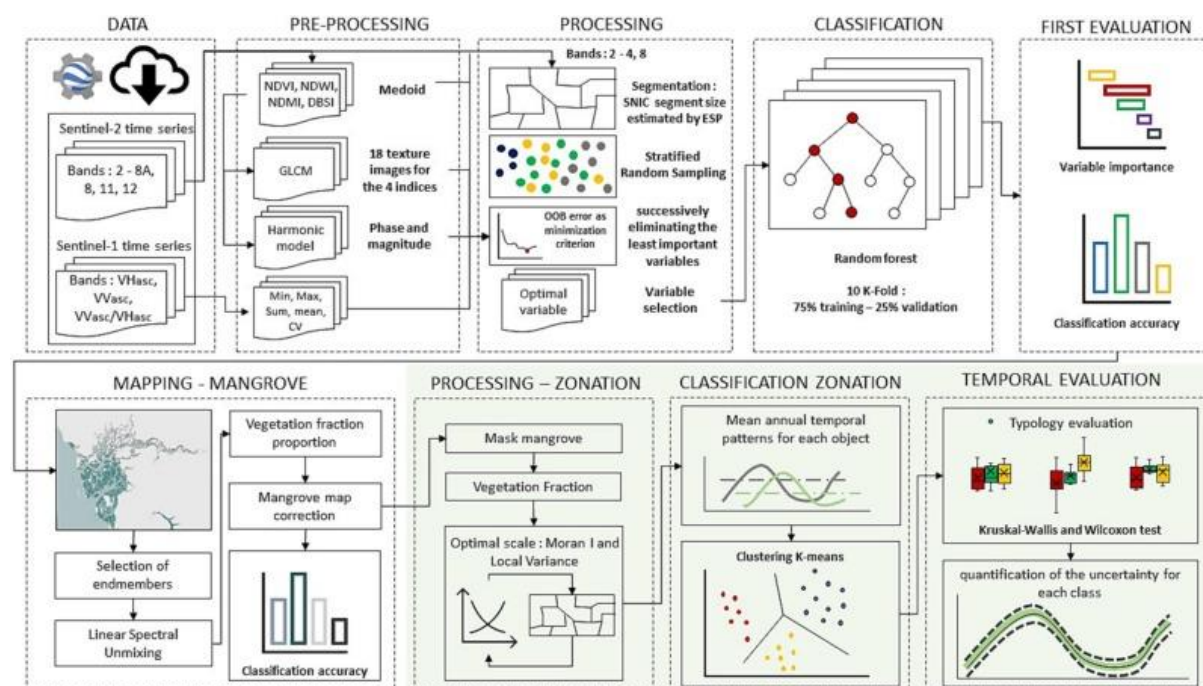 DATA
Sentinel-2 time series
Bands : 2 - 8A,
8, 11, 12
Sentinel-1 time series
Bands : VHasc,
VVasc,
VVasc/VHasc
PRE-PROCESSING
NDVI, NDWI,
NDMI, DBSI
Medoid
GLCM
18 texture
images for
the 4 indices
Harmonic
model
Phase and
magnitude
Min, Max,
Sum, mean,
CV
PROCESSING
Bands : 2 - 4, 8
Segmentation :
SNIC segment size
estimated by ESP
Stratified
Random Sampling
OOB error as
minimization
criterion
successively
eliminating the
least important
variables
Optimal
variable
Variable
selection
CLASSIFICATION
Random forest
10 K-Fold :
75% training – 25% validation
FIRST EVALUATION
Variable importance
Classification accuracy
MAPPING - MANGROVE
Selection of
endmembers
Linear Spectral
Unmixing
Vegetation fraction
proportion
Mangrove map
correction
Classification accuracy
PROCESSING – ZONATION
Mask mangrove
Vegetation Fraction
Optimal scale : Moran I and
Local Variance
CLASSIFICATION ZONATION
Mean annual temporal
patterns for each object
Clustering K-means
TEMPORAL EVALUATION
Typology evaluation
Kruskal-Wallis and Wilcoxon test
quantification of the uncertainty for
each class